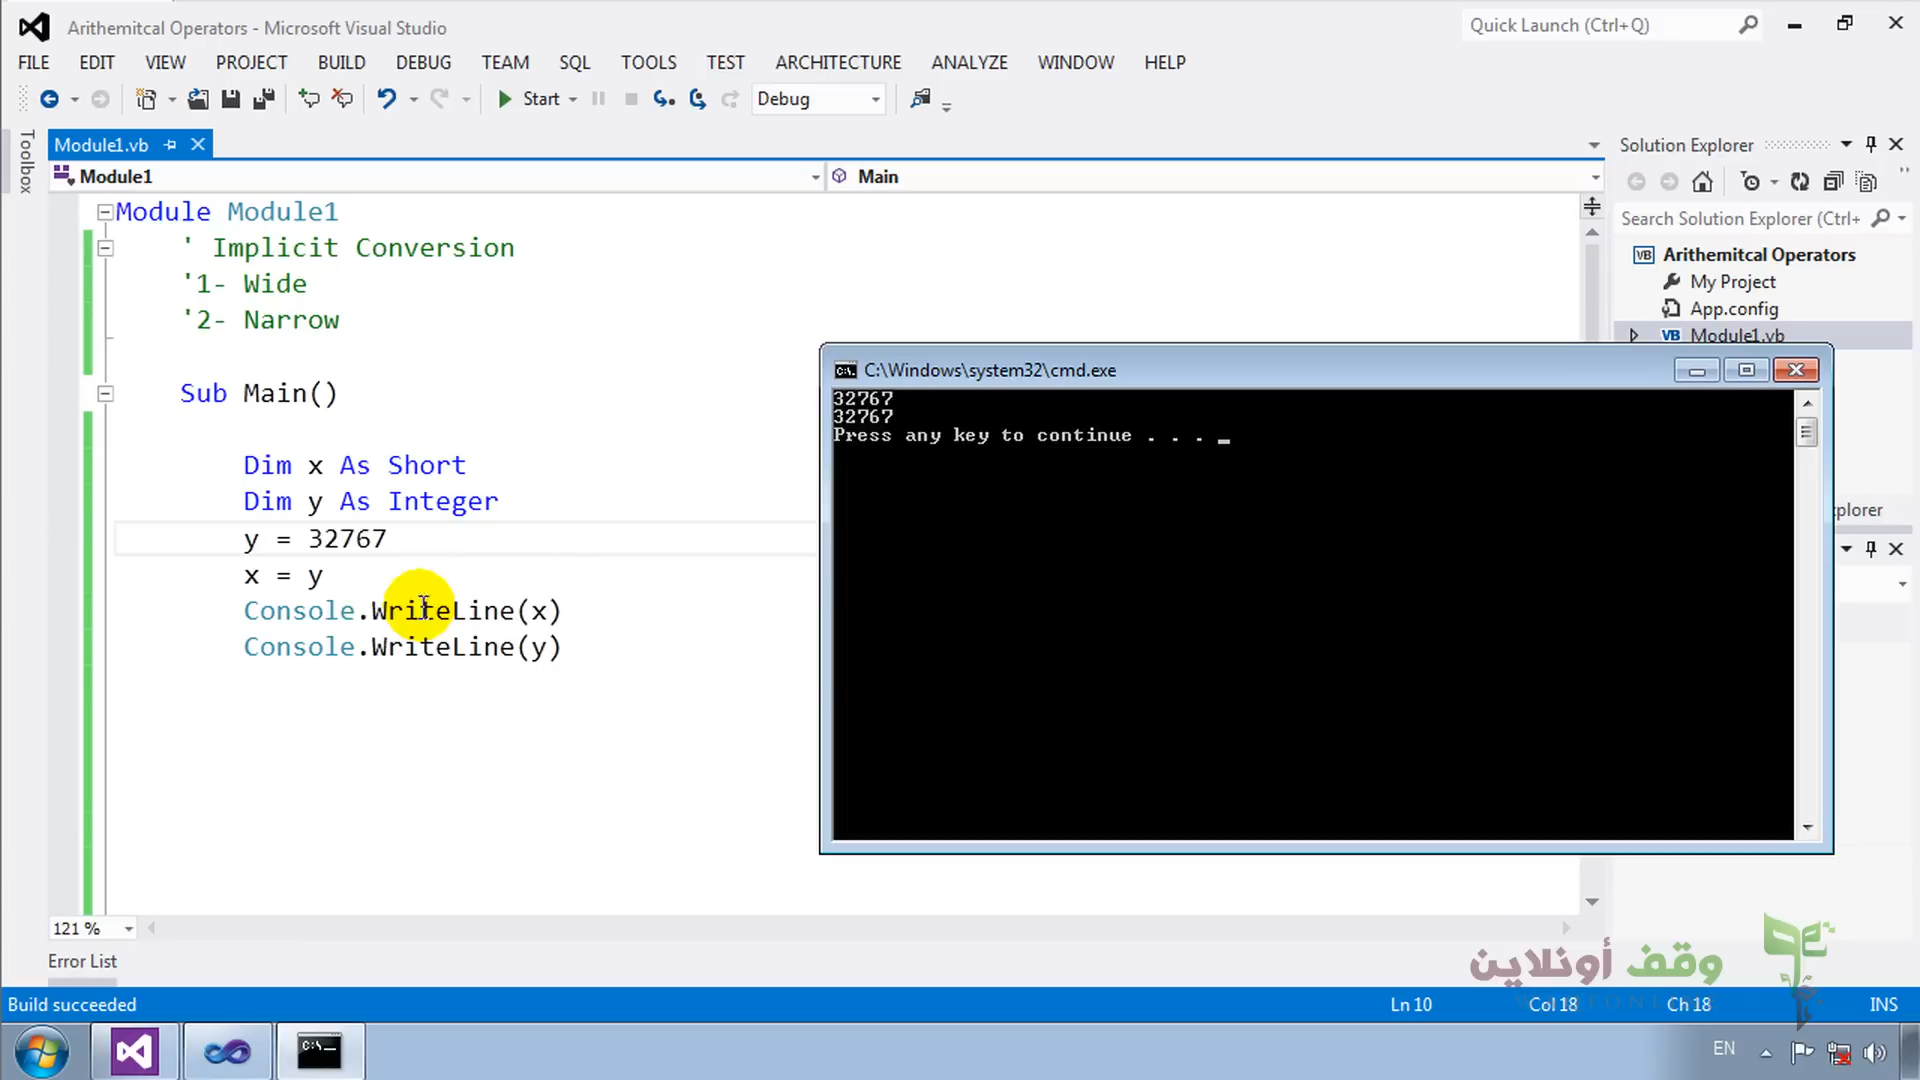 Arithemitcal Operators - Microsoft Visual Studio
Quick Launch (Ctrl+Q)
FILE EDIT VIEW PROJECT BUILD DEBUG TEAM SQL TOOLS TEST ARCHITECTURE ANALYZE WINDOW HELP
Start Debug
Toolbox
Module1.vb
Module1 Main
Module Module1
' Implicit Conversion
'1- Wide
'2- Narrow
Sub Main()
Dim x As Short
Dim y As Integer
y = 32767
x = y
Console.WriteLine(x)
Console.WriteLine(y)
Solution Explorer
Search Solution Explorer (Ctrl+
VB Arithemitcal Operators
My Project
App.config
VB Module1.vb
C:\Windows\system32\cmd.exe
32767
32767
Press any key to continue . . . _
plorer
121 %
Error List
وقف أونلاين
Build succeeded
Ln 10 Col 18 Ch 18 INS
C:\_
EN